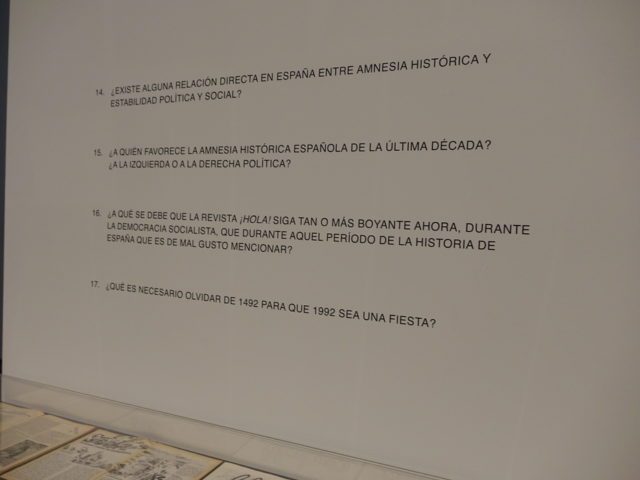 14. ¿EXISTE ALGUNA RELACIÓN DIRECTA EN ESPAÑA ENTRE AMNESIA HISTÓRICA Y
ESTABILIDAD POLÍTICA Y SOCIAL?
15. ¿A QUIÉN FAVORECE LA AMNESIA HISTÓRICA ESPAÑOLA DE LA ÚLTIMA DÉCADA?
¿A LA IZQUIERDA O A LA DERECHA POLÍTICA?
16. ¿A QUÉ SE DEBE QUE LA REVISTA ¡HOLA! SIGA TAN O MÁS BOYANTE AHORA, DURANTE
LA DEMOCRACIA SOCIALISTA, QUE DURANTE AQUEL PERÍODO DE LA HISTORIA DE
ESPAÑA QUE ES DE MAL GUSTO MENCIONAR?
17. ¿QUÉ ES NECESARIO OLVIDAR DE 1492 PARA QUE 1992 SEA UNA FIESTA?